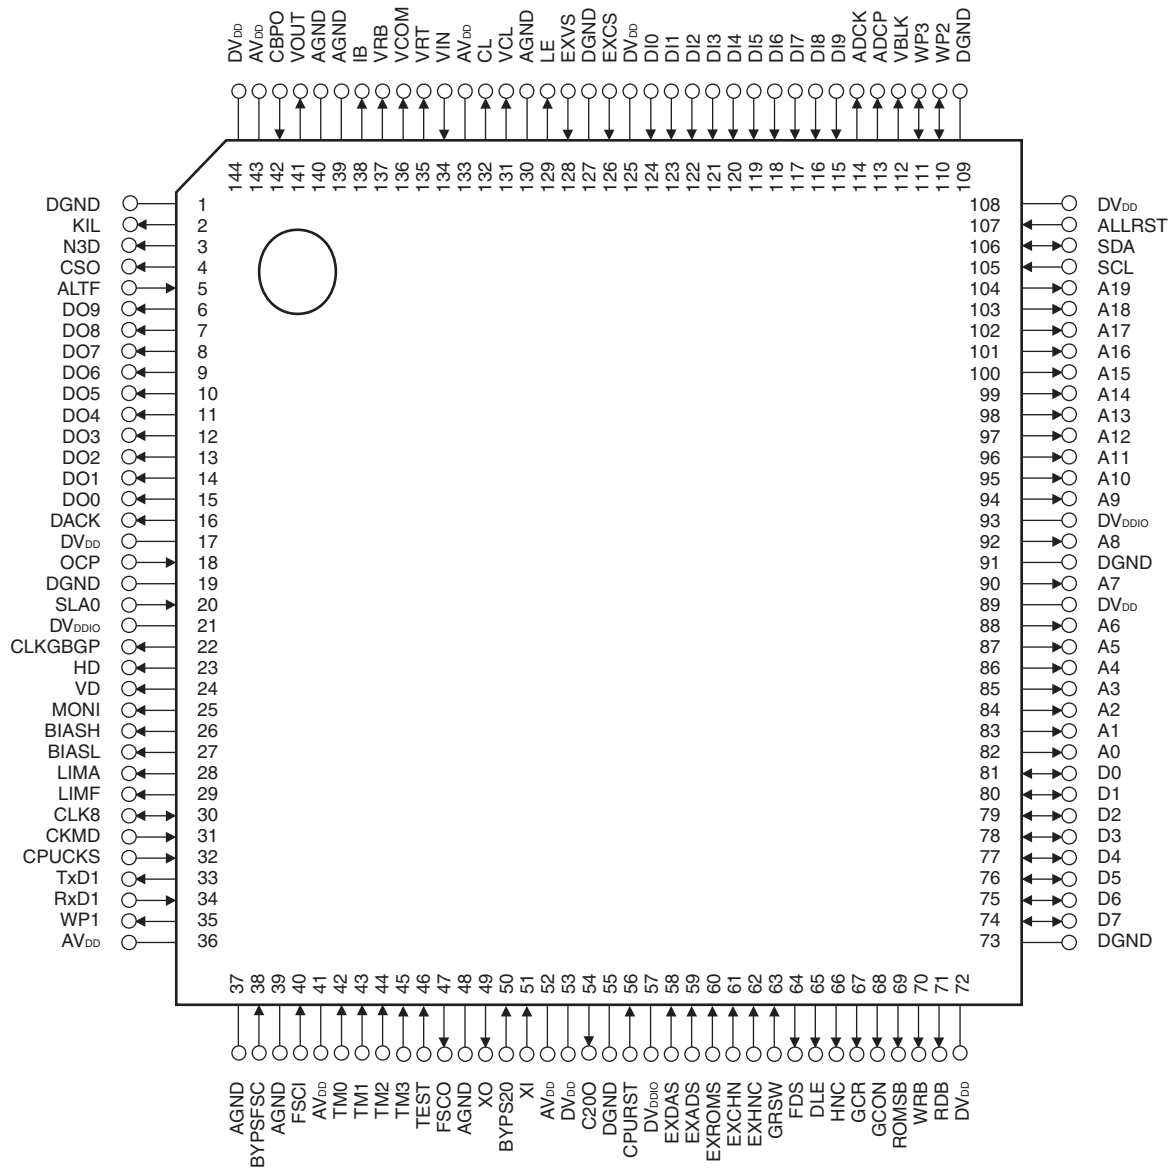 DVDD AVDD CBPO VOUT AGND AGND IB VRB VCOM VRT VIN AVDD CL VCL AGND LE EXVS DGND EXCS DVDD DI0 DI1 DI2 DI3 DI4 DI5 DI6 DI7 DI8 DI9 ADCK ADCP VBLK WP3 WP2 DGND
144 143 142 141 140 139 138 137 136 135 134 133 132 131 130 129 128 127 126 125 124 123 122 121 120 119 118 117 116 115 114 113 112 111 110 109
DGND 1 108 DVDD
KIL 2 107 ALLRST
N3D 3 106 SDA
CSO 4 105 SCL
ALTF 5 104 A19
DO9 6 103 A18
DO8 7 102 A17
DO7 8 101 A16
DO6 9 100 A15
DO5 10 99 A14
DO4 11 98 A13
DO3 12 97 A12
DO2 13 96 A11
DO1 14 95 A10
DO0 15 94 A9
DACK 16 93 DVDDIO
DVDD 17 92 A8
OCP 18 91 DGND
DGND 19 90 A7
SLA0 20 89 DVDD
DVDDIO 21 88 A6
CLKGBGP 22 87 A5
HD 23 86 A4
VD 24 85 A3
MONI 25 84 A2
BIASH 26 83 A1
BIASL 27 82 A0
LIMA 28 81 D0
LIMF 29 80 D1
CLK8 30 79 D2
CKMD 31 78 D3
CPUCKS 32 77 D4
TxD1 33 76 D5
RxD1 34 75 D6
WP1 35 74 D7
AVDD 36 73 DGND
37 38 39 40 41 42 43 44 45 46 47 48 49 50 51 52 53 54 55 56 57 58 59 60 61 62 63 64 65 66 67 68 69 70 71 72
AGND BYPSFSC AGND FSCI AVDD TM0 TM1 TM2 TM3 TEST FSCO AGND XO BYPS20 XI AVDD DVDD C20O DGND CPURST DVDDIO EXDAS EXADS EXROMS EXCHN EXHNC GRSW FDS DLE HNC GCR GCON ROMSB WRB RDB DVDD